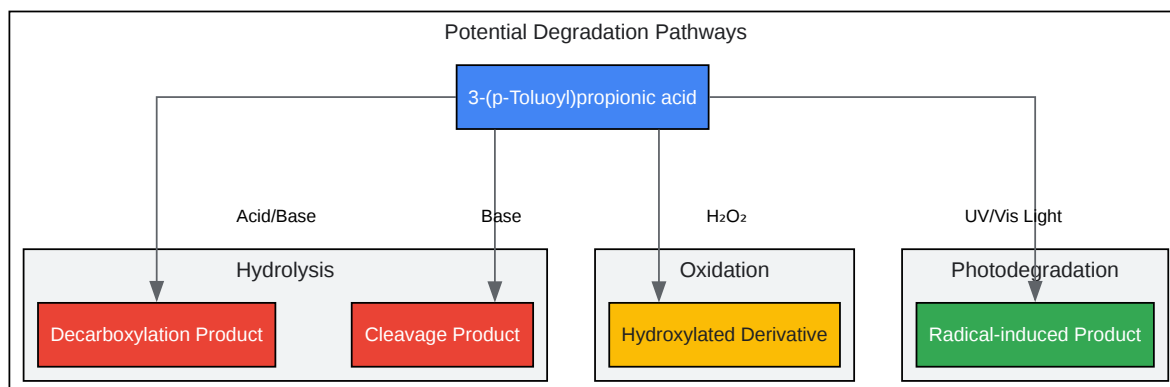 Potential Degradation Pathways
3-(p-Toluoyl)propionic acid
Acid/Base
Base
H₂O₂
UV/Vis Light
Hydrolysis
Oxidation
Photodegradation
Decarboxylation Product
Cleavage Product
Hydroxylated Derivative
Radical-induced Product